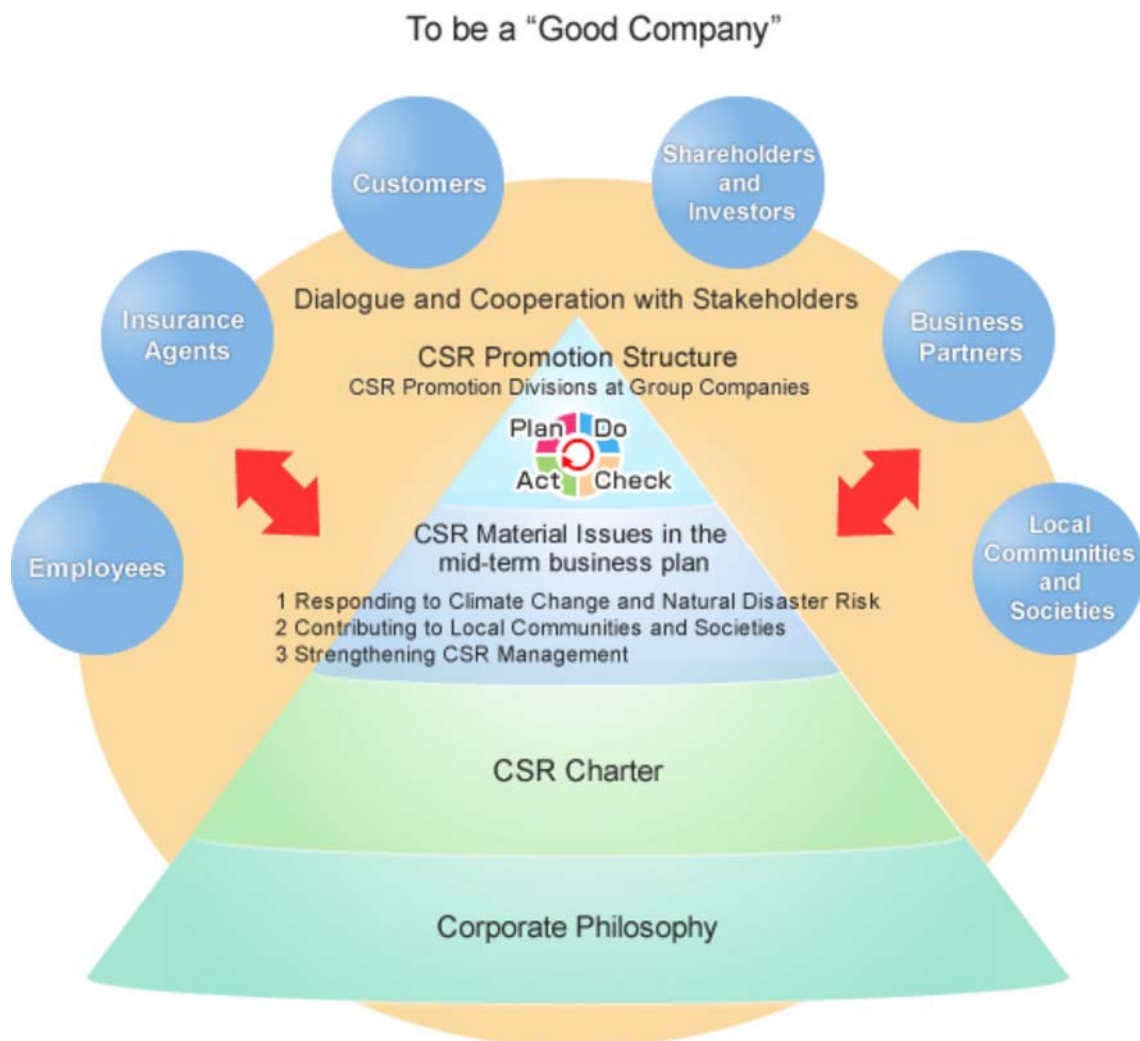 To be a “Good Company”
Customers
Shareholders
and
Investors
Insurance
Agents
Business
Partners
Employees
Local
Communities
and
Societies
Dialogue and Cooperation with Stakeholders
CSR Promotion Structure
CSR Promotion Divisions at Group Companies
Plan Do
Act Check
CSR Material Issues in the
mid-term business plan
1 Responding to Climate Change and Natural Disaster Risk
2 Contributing to Local Communities and Societies
3 Strengthening CSR Management
CSR Charter
Corporate Philosophy